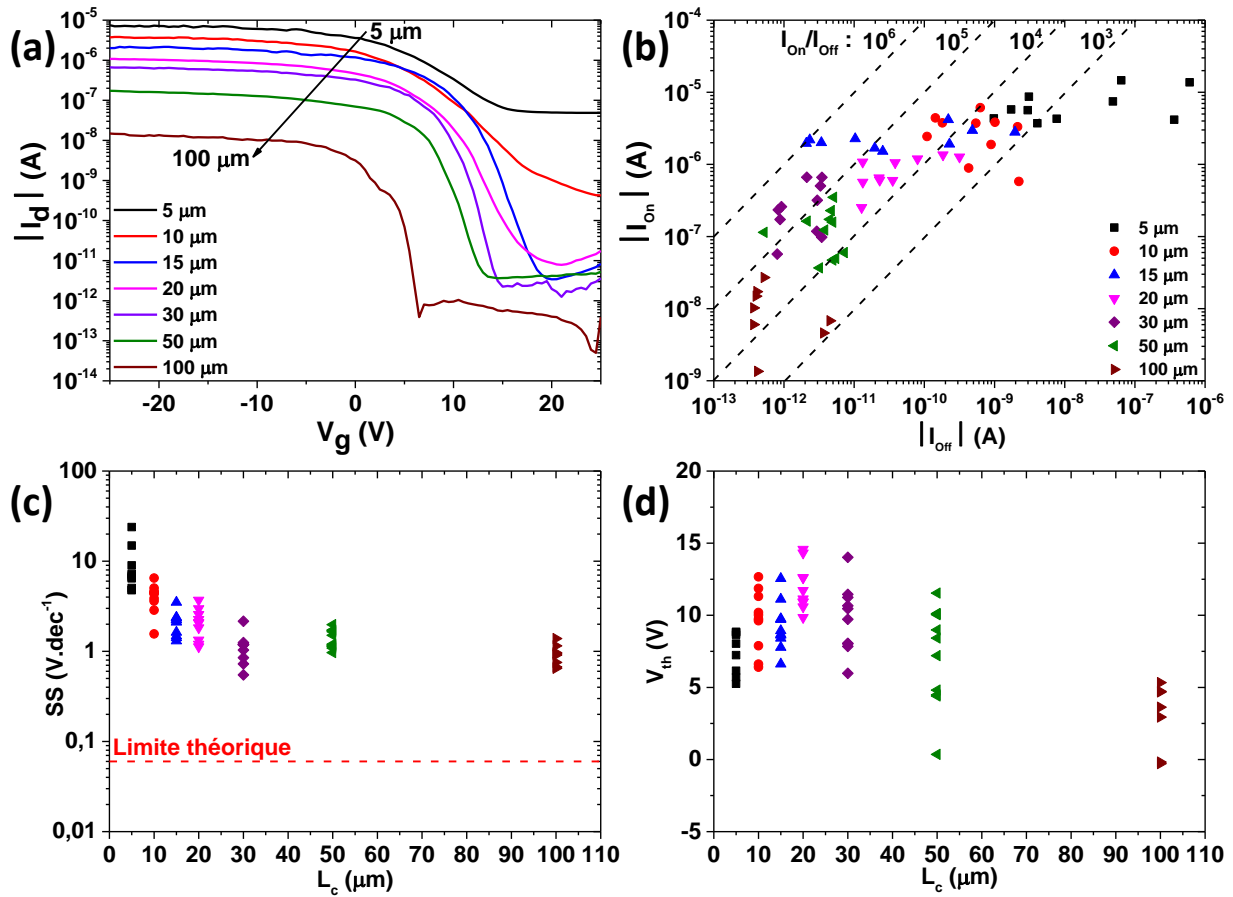 (a)
10⁻⁵
10⁻⁶
10⁻⁷
10⁻⁸
10⁻⁹
10⁻¹⁰
10⁻¹¹
10⁻¹²
10⁻¹³
10⁻¹⁴
|I_d| (A)
5 µm
100 µm
5 µm
10 µm
15 µm
20 µm
30 µm
50 µm
100 µm
-20 -10 0 10 20
V_g (V)
(b)
I_On/I_Off : 10⁶ 10⁵ 10⁴ 10³
10⁻⁴
10⁻⁵
10⁻⁶
10⁻⁷
10⁻⁸
10⁻⁹
|I_On| (A)
5 µm
10 µm
15 µm
20 µm
30 µm
50 µm
100 µm
10⁻¹³ 10⁻¹² 10⁻¹¹ 10⁻¹⁰ 10⁻⁹ 10⁻⁸ 10⁻⁷ 10⁻⁶
|I_Off| (A)
(c)
100
10
1
0,1
0,01
SS (V.dec⁻¹)
Limite théorique
0 10 20 30 40 50 60 70 80 90 100 110
L_c (µm)
(d)
20
15
10
5
0
-5
V_th (V)
0 10 20 30 40 50 60 70 80 90 100 110
L_c (µm)